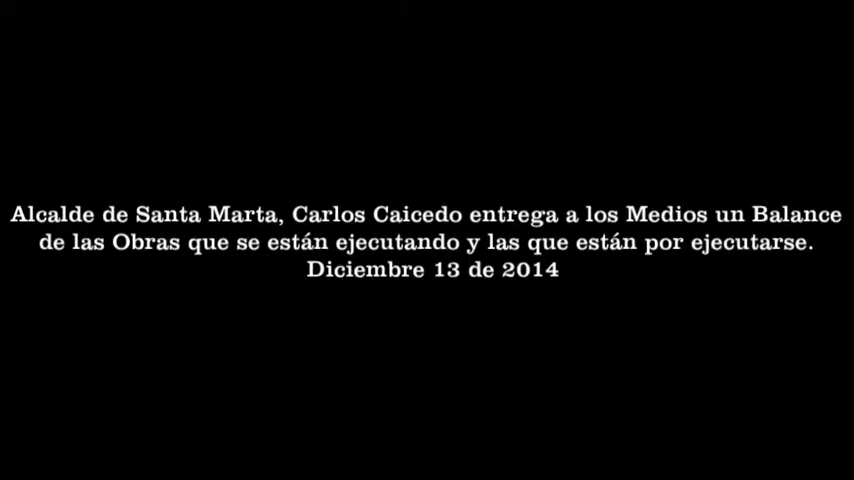 Alcalde de Santa Marta, Carlos Caicedo entrega a los Medios un Balance
de las Obras que se están ejecutando y las que están por ejecutarse.
Diciembre 13 de 2014